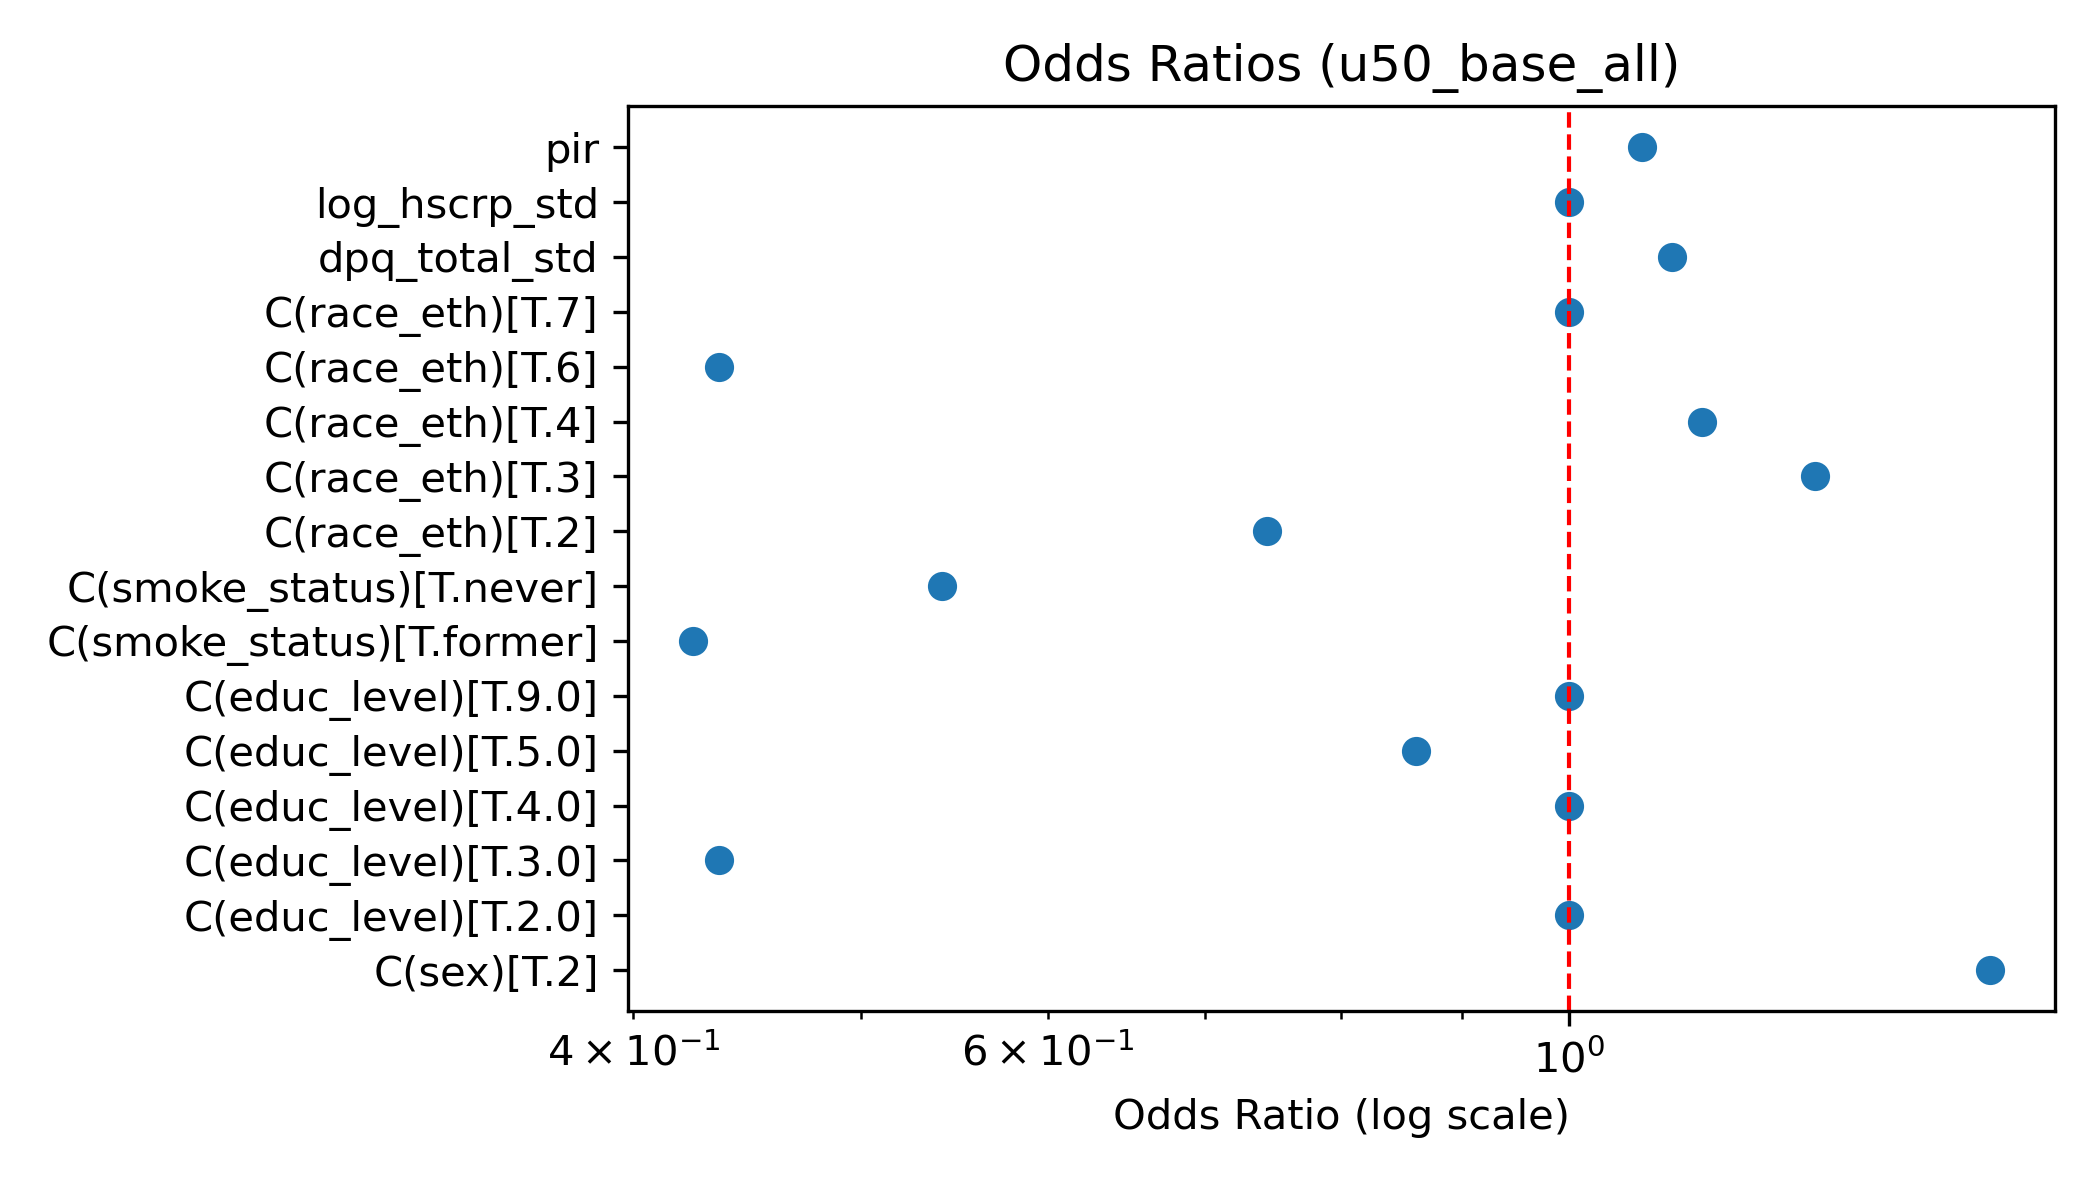 Odds Ratios (u50_base_all)
pir
log_hscrp_std
dpq_total_std
C(race_eth)[T.7]
C(race_eth)[T.6]
C(race_eth)[T.4]
C(race_eth)[T.3]
C(race_eth)[T.2]
C(smoke_status)[T.never]
C(smoke_status)[T.former]
C(educ_level)[T.9.0]
C(educ_level)[T.5.0]
C(educ_level)[T.4.0]
C(educ_level)[T.3.0]
C(educ_level)[T.2.0]
C(sex)[T.2]
4 × 10⁻¹ 6 × 10⁻¹ 10⁰
Odds Ratio (log scale)